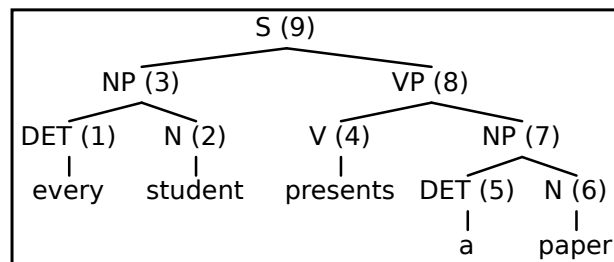 S (9)
NP (3) VP (8)
DET (1) N (2) V (4) NP (7)
every student presents DET (5) N (6)
a paper